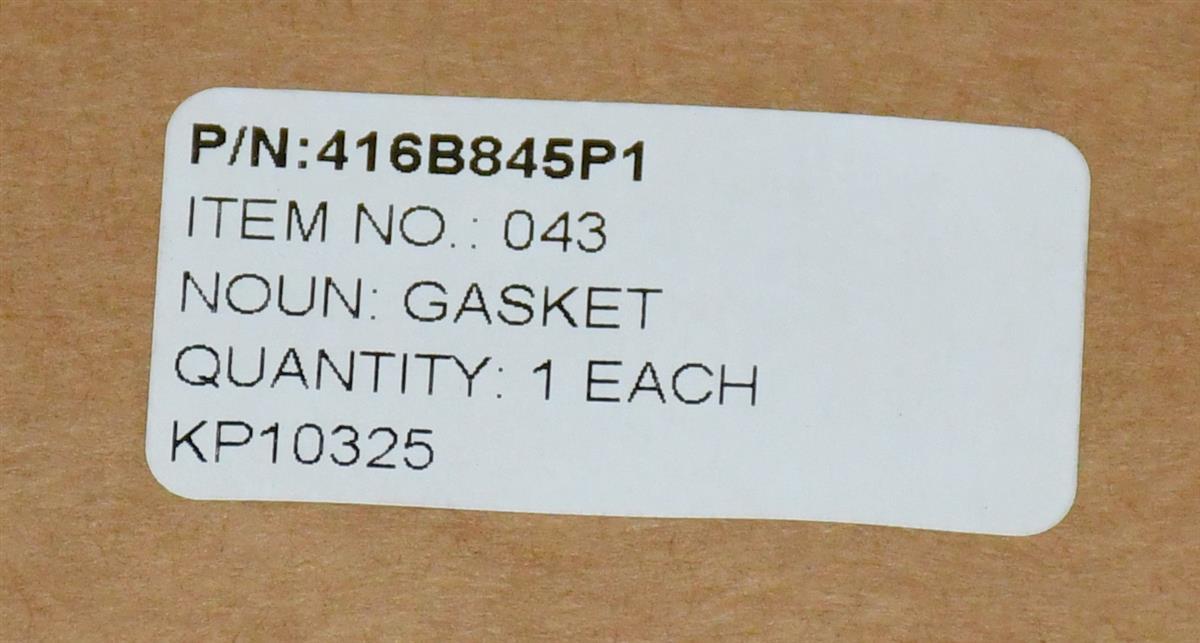 P/N:416B845P1
ITEM NO.: 043
NOUN: GASKET
QUANTITY: 1 EACH
KP10325